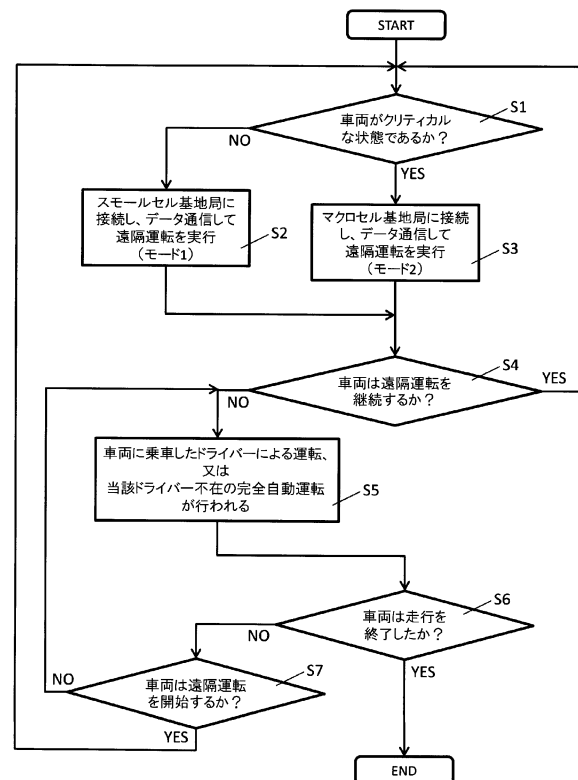 START
車両がクリティカル
な状態であるか？
S1
NO
YES
スモールセル基地局に
接続し、データ通信して
遠隔運転を実行
（モード1）
S2
マクロセル基地局に接続
し、データ通信して
遠隔運転を実行
（モード2）
S3
車両は遠隔運転を
継続するか？
S4
YES
NO
車両に乗車したドライバーによる運転、
又は
当該ドライバー不在の完全自動運転
が行われる
S5
車両は走行を
終了したか？
S6
NO
YES
車両は遠隔運転
を開始するか？
S7
NO
YES
END